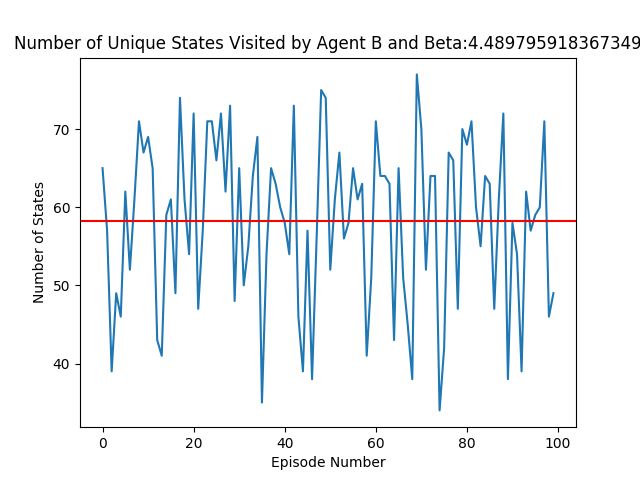 Number of Unique States Visited by Agent B and Beta:4.489795918367349
70
60
50
40
Number of States
0 20 40 60 80 100
Episode Number